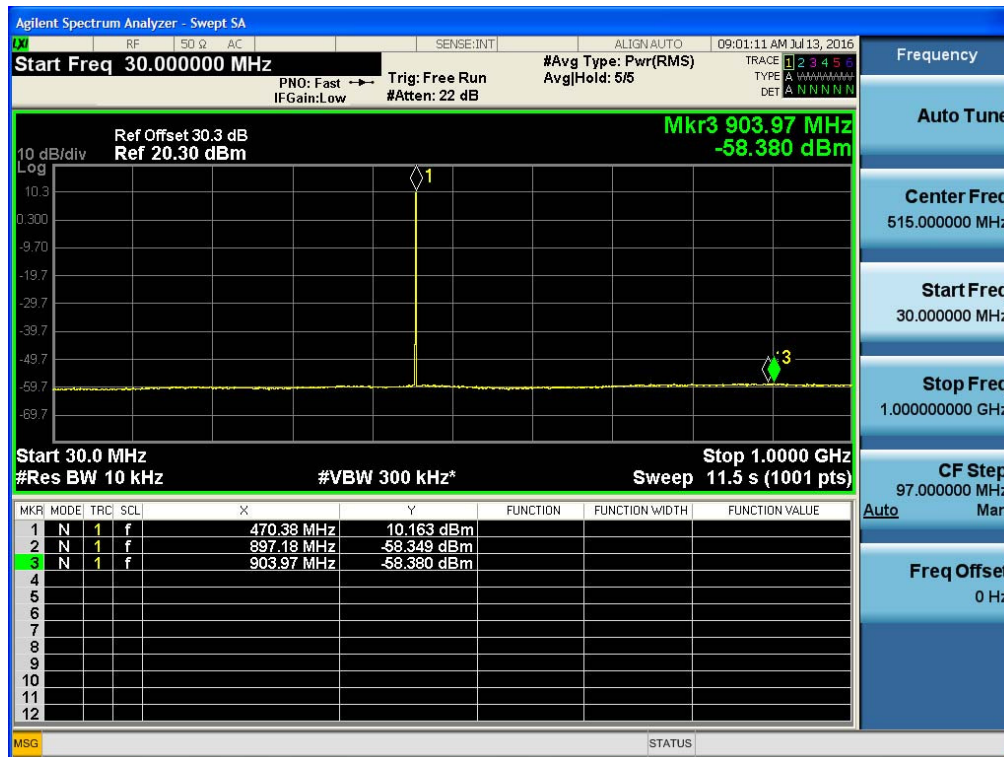 Agilent Spectrum Analyzer - Swept SA
LXI RF 50 Ω AC SENSE:INT ALIGN AUTO 09:01:11 AM Jul 13, 2016
Start Freq 30.000000 MHz
PNO: Fast
IFGain:Low
Trig: Free Run
#Atten: 22 dB
#Avg Type: Pwr(RMS)
Avg|Hold: 5/5
TRACE 1 2 3 4 5 6
TYPE A WWWWW
DET A N N N N N
Ref Offset 30.3 dB
Ref 20.30 dBm
10 dB/div
Log
Mkr3 903.97 MHz
-58.380 dBm
1
10.3
0.300
-9.70
-19.7
-29.7
-39.7
-49.7
-59.7
-69.7
3
Start 30.0 MHz Stop 1.0000 GHz
#Res BW 10 kHz #VBW 300 kHz* Sweep 11.5 s (1001 pts)
MKR MODE TRC SCL X Y FUNCTION FUNCTION WIDTH FUNCTION VALUE
1 N 1 f 470.38 MHz 10.163 dBm
2 N 1 f 897.18 MHz -58.349 dBm
3 N 1 f 903.97 MHz -58.380 dBm
4
5
6
7
8
9
10
11
12
MSG STATUS
Frequency
Auto Tune
Center Freq
515.000000 MHz
Start Freq
30.000000 MHz
Stop Freq
1.000000000 GHz
CF Step
97.000000 MHz
Auto Man
Freq Offset
0 Hz